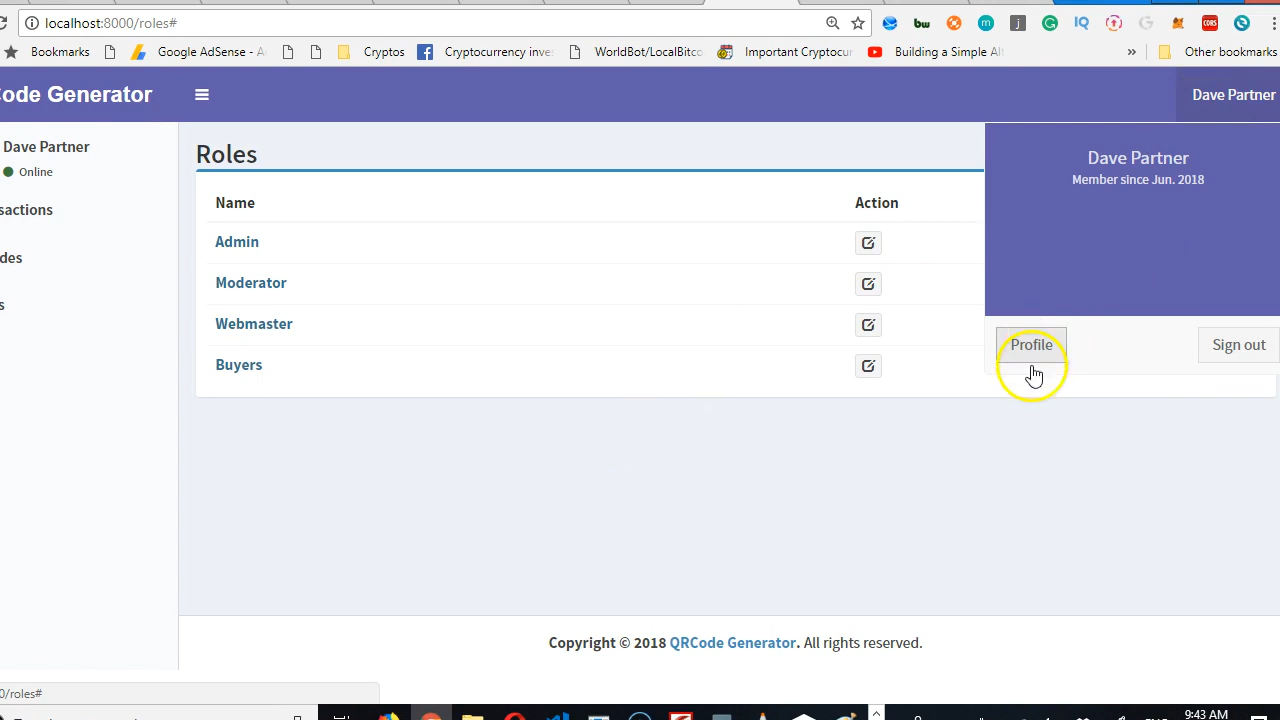 localhost:8000/roles#
Bookmarks
Google AdSense - A
Cryptos
Cryptocurrency inve
WorldBot/LocalBitco
Important Cryptocur
Building a Simple Al
»
Other bookmarks
Code Generator
Dave Partner
Dave Partner
Online
sactions
des
s
Roles
Name Action
Admin
Moderator
Webmaster
Buyers
Dave Partner
Member since Jun. 2018
Profile
Sign out
Copyright © 2018 QRCode Generator. All rights reserved.
0/roles#
9:43 AM